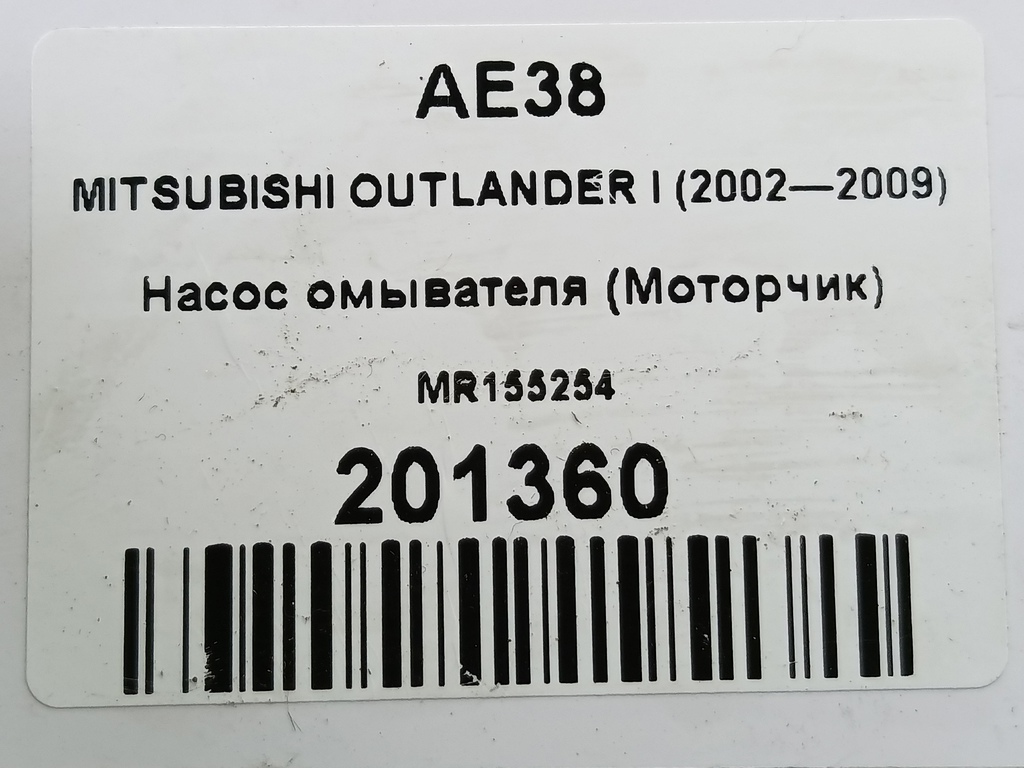 AE38
MITSUBISHI OUTLANDER I (2002—2009)
Насос омывателя (Моторчик)
MR155254
201360